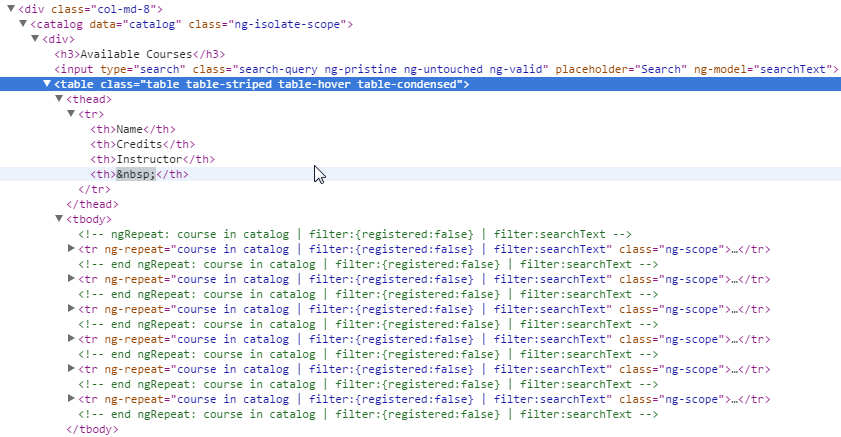 ▼<div class="col-md-8">
▼<catalog data="catalog" class="ng-isolate-scope">
▼<div>
<h3>Available Courses</h3>
<input type="search" class="search-query ng-pristine ng-untouched ng-valid" placeholder="Search" ng-model="searchText">
▼<table class="table table-striped table-hover table-condensed">
▼<thead>
▼<tr>
<th>Name</th>
<th>Credits</th>
<th>Instructor</th>
<th>&nbsp;</th>
</tr>
</thead>
▼<tbody>
<!-- ngRepeat: course in catalog | filter:{registered:false} | filter:searchText -->
▶<tr ng-repeat="course in catalog | filter:{registered:false} | filter:searchText" class="ng-scope">…</tr>
<!-- end ngRepeat: course in catalog | filter:{registered:false} | filter:searchText -->
▶<tr ng-repeat="course in catalog | filter:{registered:false} | filter:searchText" class="ng-scope">…</tr>
<!-- end ngRepeat: course in catalog | filter:{registered:false} | filter:searchText -->
▶<tr ng-repeat="course in catalog | filter:{registered:false} | filter:searchText" class="ng-scope">…</tr>
<!-- end ngRepeat: course in catalog | filter:{registered:false} | filter:searchText -->
▶<tr ng-repeat="course in catalog | filter:{registered:false} | filter:searchText" class="ng-scope">…</tr>
<!-- end ngRepeat: course in catalog | filter:{registered:false} | filter:searchText -->
▶<tr ng-repeat="course in catalog | filter:{registered:false} | filter:searchText" class="ng-scope">…</tr>
<!-- end ngRepeat: course in catalog | filter:{registered:false} | filter:searchText -->
▶<tr ng-repeat="course in catalog | filter:{registered:false} | filter:searchText" class="ng-scope">…</tr>
<!-- end ngRepeat: course in catalog | filter:{registered:false} | filter:searchText -->
</tbody>